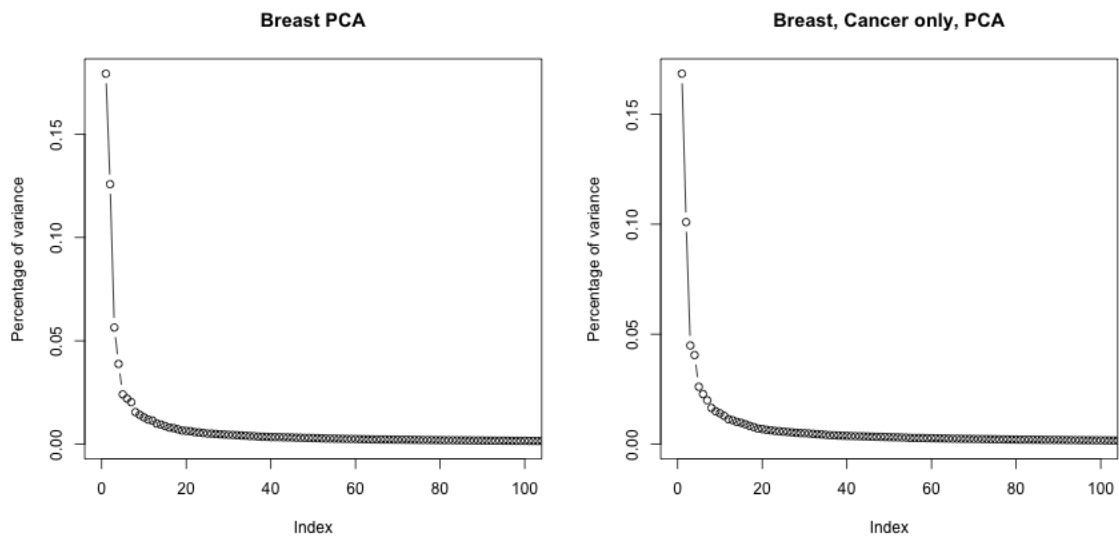 Breast PCA
Percentage of variance
0.15
0.10
0.05
0.00
0 20 40 60 80 100
Index
Breast, Cancer only, PCA
Percentage of variance
0.15
0.10
0.05
0.00
0 20 40 60 80 100
Index